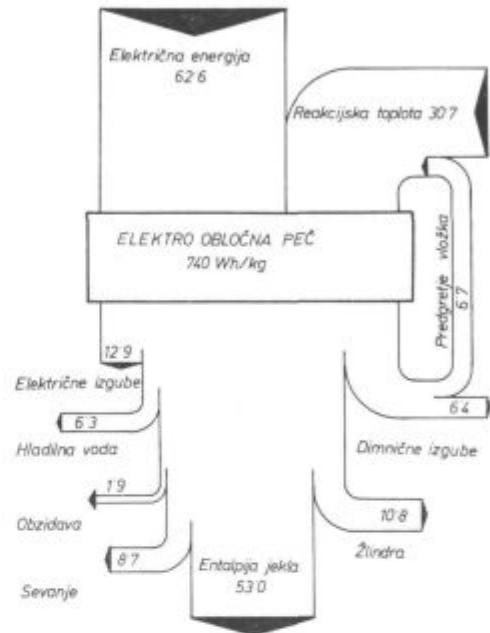 Električna energija
62·6
Reakcijska toplota 30·7
ELEKTRO OBLOČNA PEČ
740 Wh/kg
Predgretje vložka
6·7
12·9
Električne izgube
6·3
Hladilna voda
1·9
Obzidava
8·7
Sevanje
6·4
Dimnične izgube
10·8
Žlindra
Entalpija jekla
53·0